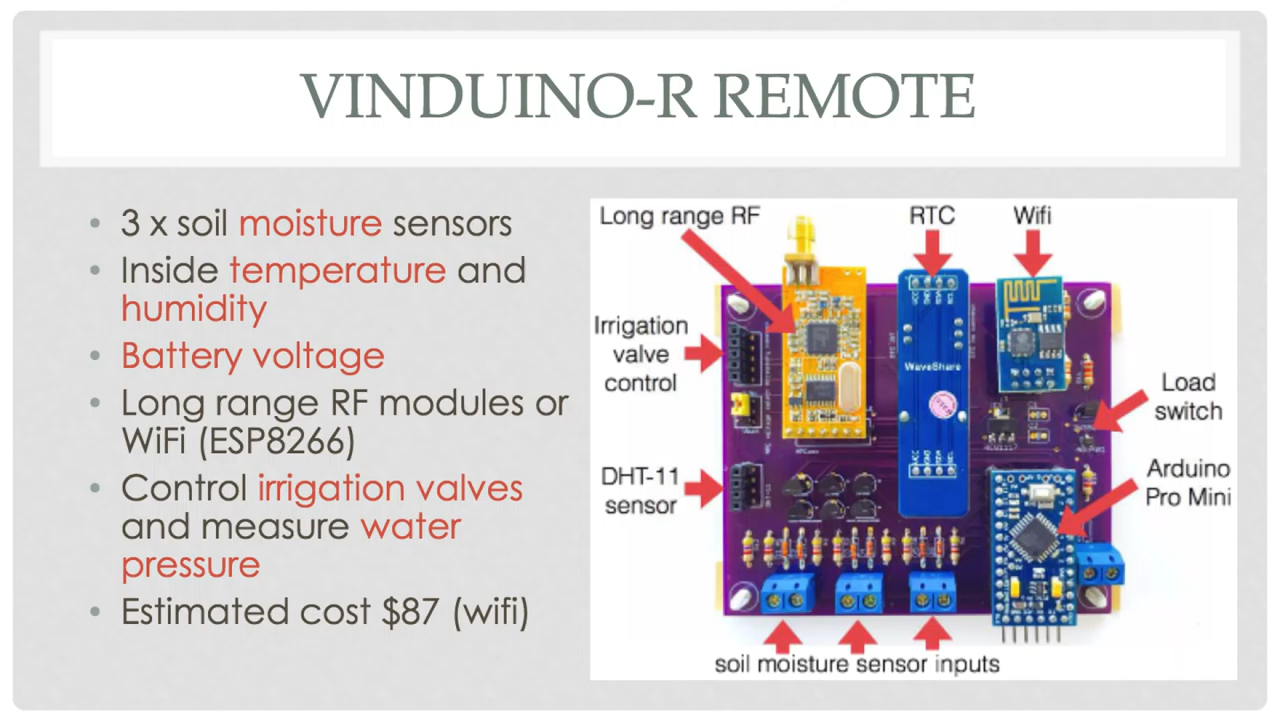 VINDUINO-R REMOTE
• 3 x soil moisture sensors
• Inside temperature and
humidity
• Battery voltage
• Long range RF modules or
WiFi (ESP8266)
• Control irrigation valves
and measure water
pressure
• Estimated cost $87 (wifi)
Long range RF
RTC
Wifi
Irrigation
valve
control
WaveShare
Load
switch
DHT-11
sensor
Arduino
Pro Mini
soil moisture sensor inputs